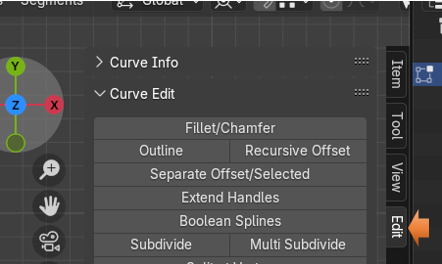 Segments Global
Y
Z X
Curve Info
Curve Edit
Fillet/Chamfer
Outline Recursive Offset
Separate Offset/Selected
Extend Handles
Boolean Splines
Subdivide Multi Subdivide
Item
Tool
View
Edit